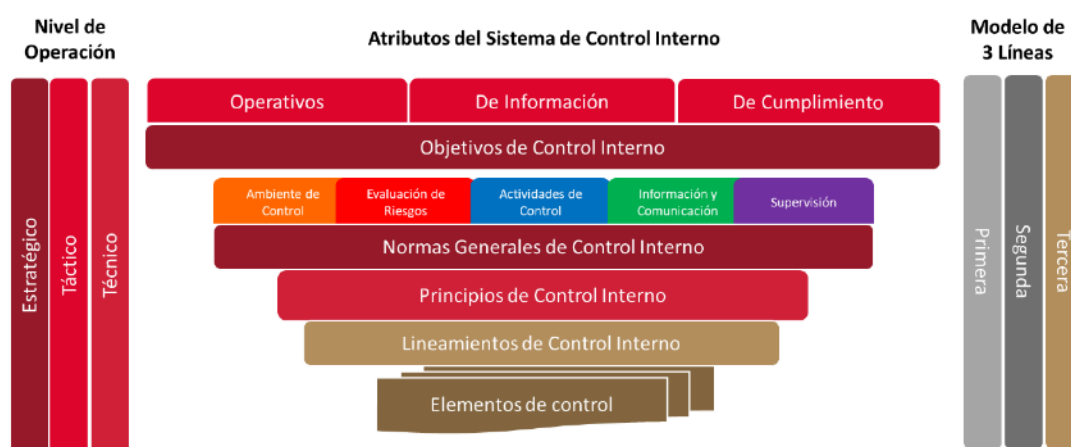 Nivel de
Operación
Atributos del Sistema de Control Interno
Modelo de
3 Líneas
Estratégico
Táctico
Técnico
Operativos
De Información
De Cumplimiento
Objetivos de Control Interno
Ambiente de
Control
Evaluación de
Riesgos
Actividades de
Control
Información y
Comunicación
Supervisión
Normas Generales de Control Interno
Principios de Control Interno
Lineamientos de Control Interno
Elementos de control
Primera
Segunda
Tercera